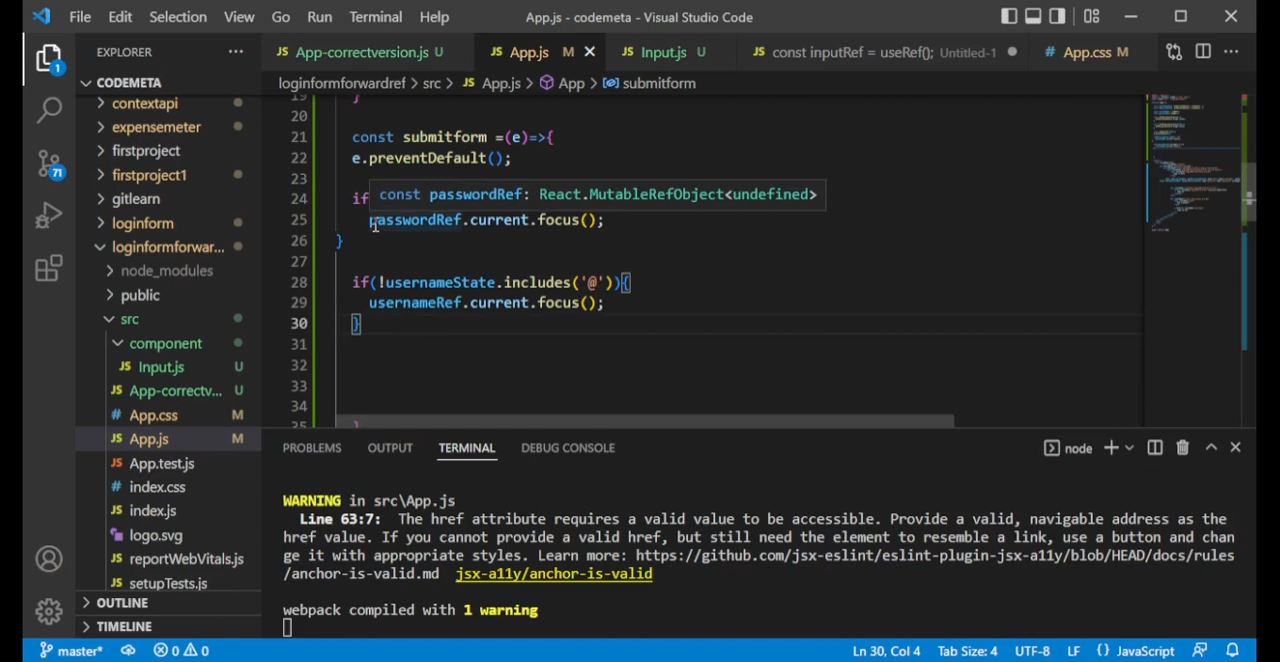 File Edit Selection View Go Run Terminal Help App.js - codemeta - Visual Studio Code
EXPLORER
App-correctversion.js U
App.js M
Input.js U
const inputRef = useRef(); Untitled-1
App.css M
CODEMETA
loginformforwardref > src > App.js > App > submitform
contextapi
expensemeter
firstproject
firstproject1
gitlearn
loginform
loginformforwar...
node_modules
public
src
component
Input.js U
App-correctv... U
App.css M
App.js M
App.test.js
index.css
index.js
logo.svg
reportWebVitals.js
setupTests.js
OUTLINE
TIMELINE
1
71
19 }
20
21 const submitform =(e)=>{
22 e.preventDefault();
23
const passwordRef: React.MutableRefObject<undefined>
24 if
25 passwordRef.current.focus();
26 }
27
28 if(!usernameState.includes('@')){
29 usernameRef.current.focus();
30 }
31
32
33
34
35 }
PROBLEMS OUTPUT TERMINAL DEBUG CONSOLE
node
WARNING in src\App.js
Line 63:7: The href attribute requires a valid value to be accessible. Provide a valid, navigable address as the
href value. If you cannot provide a valid href, but still need the element to resemble a link, use a button and chan
ge it with appropriate styles. Learn more: https://github.com/jsx-eslint/eslint-plugin-jsx-a11y/blob/HEAD/docs/rules
/anchor-is-valid.md jsx-a11y/anchor-is-valid
webpack compiled with 1 warning
master* 0 0 Ln 30, Col 4 Tab Size: 4 UTF-8 LF {} JavaScript